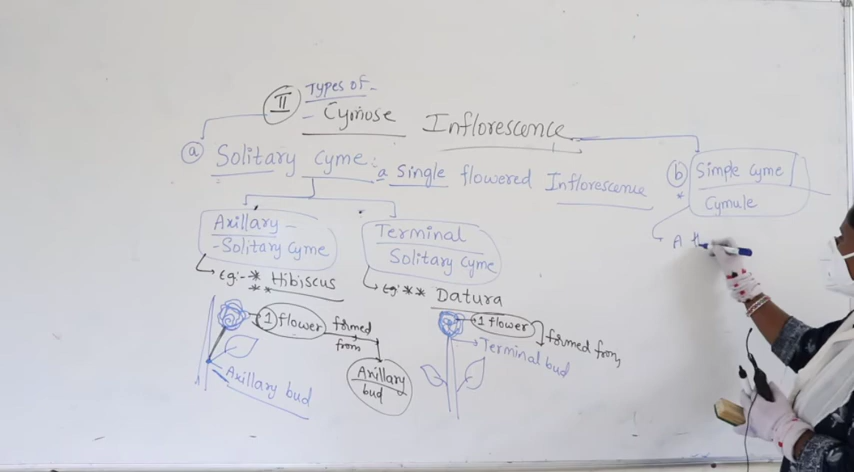 II Types of-
- Cymose Inflorescence
a Solitary Cyme: a single flowered Inflorescence
b Simple cyme /
* Cymule
A th
Axillary -
- Solitary Cyme
Eg:- * Hibiscus
**
Terminal
Solitary Cyme
Eg: ** Datura
1 flower formed
from
Axillary
bud
Axillary bud
1 flower formed from,
Terminal bud